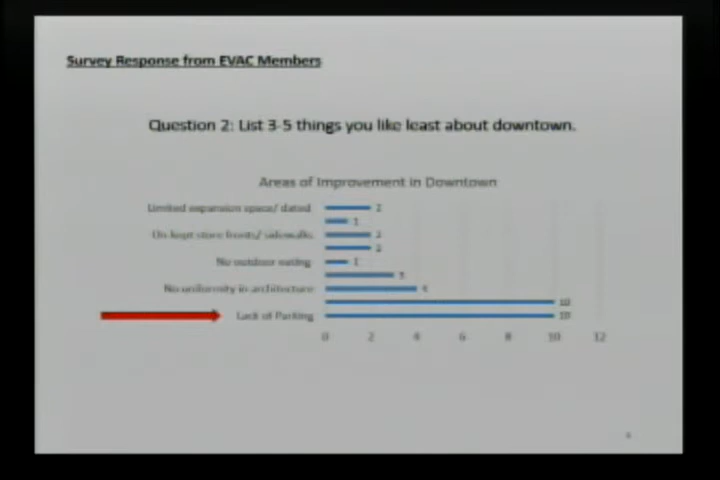 Survey Response from EVAC Members
Question 2: List 3-5 things you like least about downtown.
Areas of Improvement in Downtown
Limited expansion space/ dated 2
1
Un-kept store fronts/ sidewalks 2
2
No outdoor eating 1
3
No uniformity in architecture 4
10
Lack of Parking 10
0 2 4 6 8 10 12